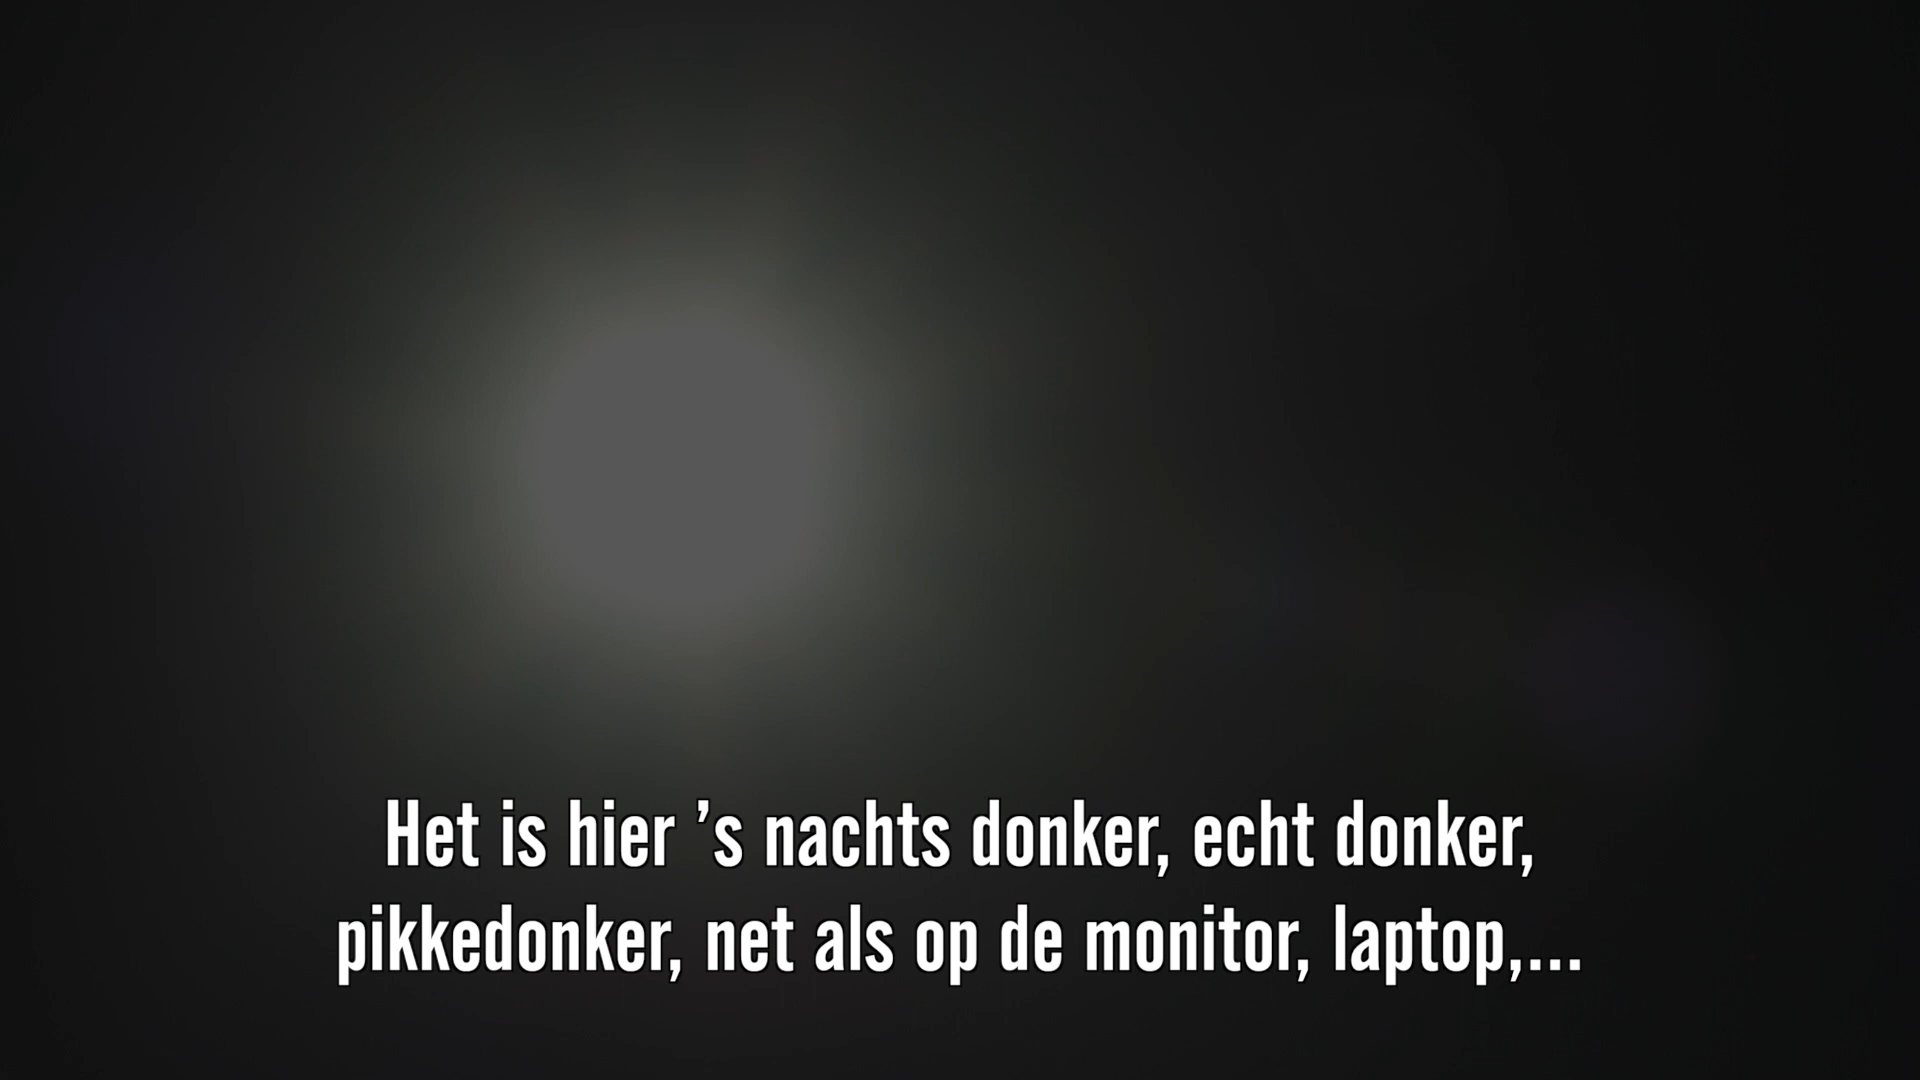 Het is hier ’s nachts donker, echt donker,
pikkedonker, net als op de monitor, laptop,...